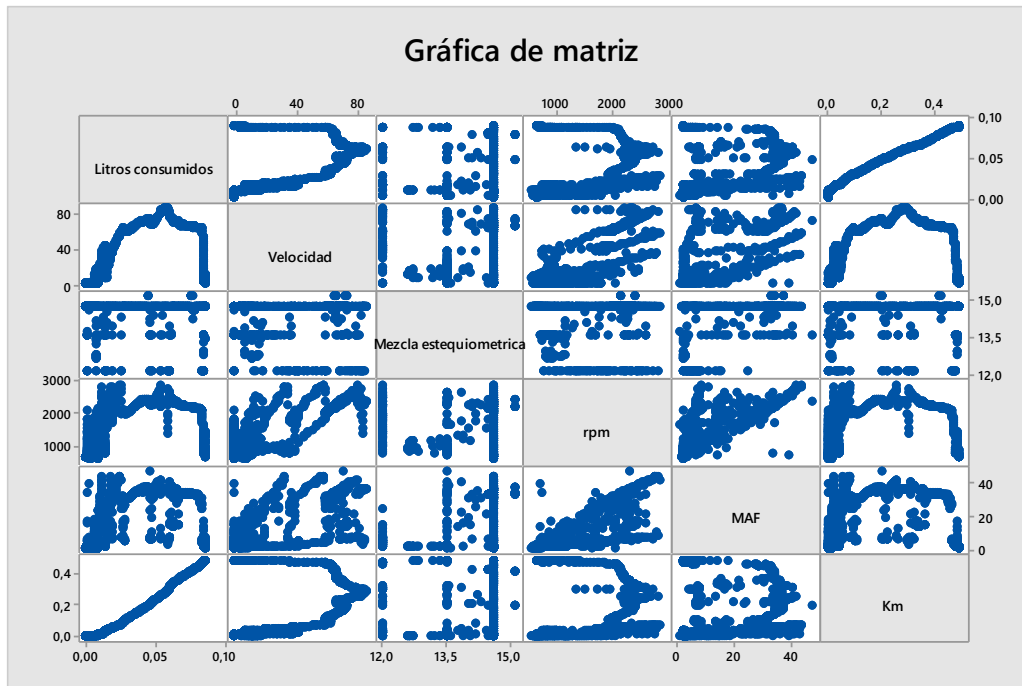 Gráfica de matriz
0 40 80
1000 2000 3000
0,0 0,2 0,4
Litros consumidos
0,10
0,05
0,00
80
40
0
Velocidad
Mezcla estequiometrica
15,0
13,5
12,0
3000
2000
1000
rpm
MAF
40
20
0
0,4
0,2
0,0
Km
0,00 0,05 0,10
12,0 13,5 15,0
0 20 40